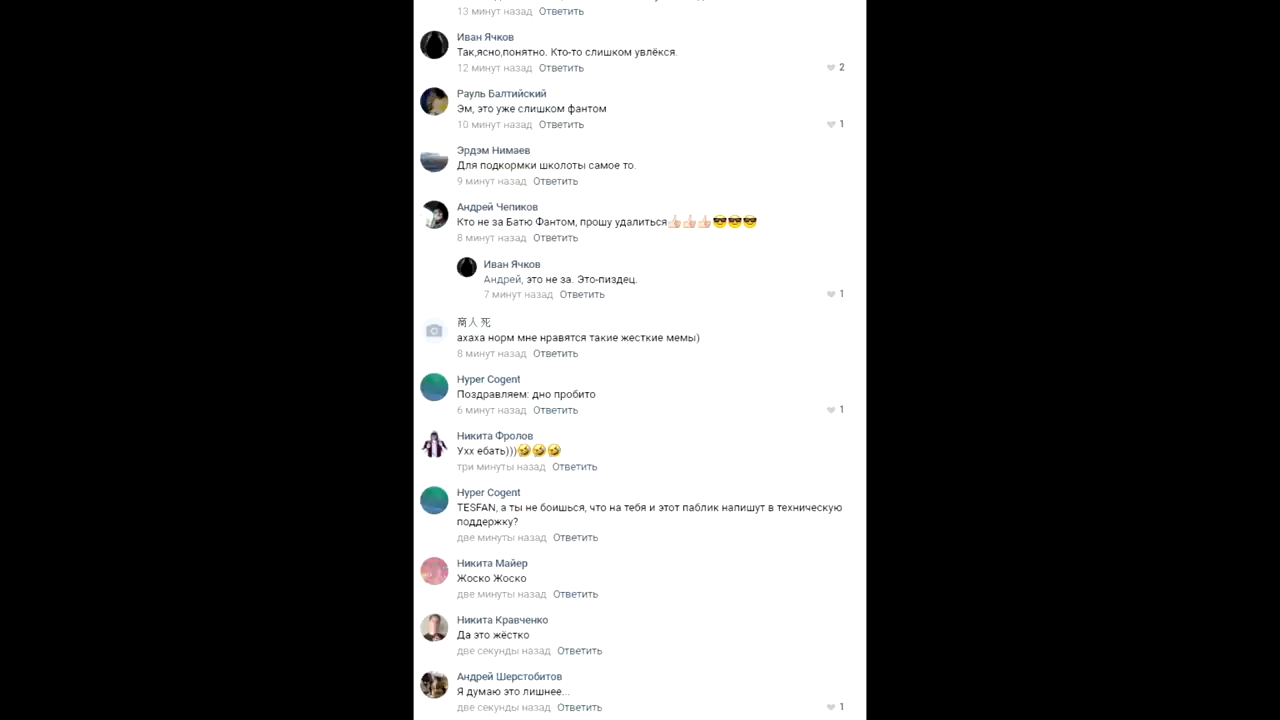 13 минут назад Ответить
Иван Ячков
Так,ясно,понятно. Кто-то слишком увлёкся.
12 минут назад Ответить 2
Рауль Балтийский
Эм, это уже слишком фантом
10 минут назад Ответить 1
Эрдэм Нимаев
Для подкормки школоты самое то.
9 минут назад Ответить
Андрей Чепиков
Кто не за Батю Фантом, прошу удалиться👍🏻👍🏻👍🏻😎😎😎
8 минут назад Ответить
Иван Ячков
Андрей, это не за. Это-пиздец.
7 минут назад Ответить 1
商人 死
ахаха норм мне нравятся такие жесткие мемы)
8 минут назад Ответить
Hyper Cogent
Поздравляем: дно пробито
6 минут назад Ответить 1
Никита Фролов
Ухх ебать)))🤣🤣🤣
три минуты назад Ответить
Hyper Cogent
TESFAN, а ты не боишься, что на тебя и этот паблик напишут в техническую
поддержку?
две минуты назад Ответить
Никита Майер
Жоско Жоско
две минуты назад Ответить
Никита Кравченко
Да это жёстко
две секунды назад Ответить
Андрей Шерстобитов
Я думаю это лишнее...
две секунды назад Ответить 1